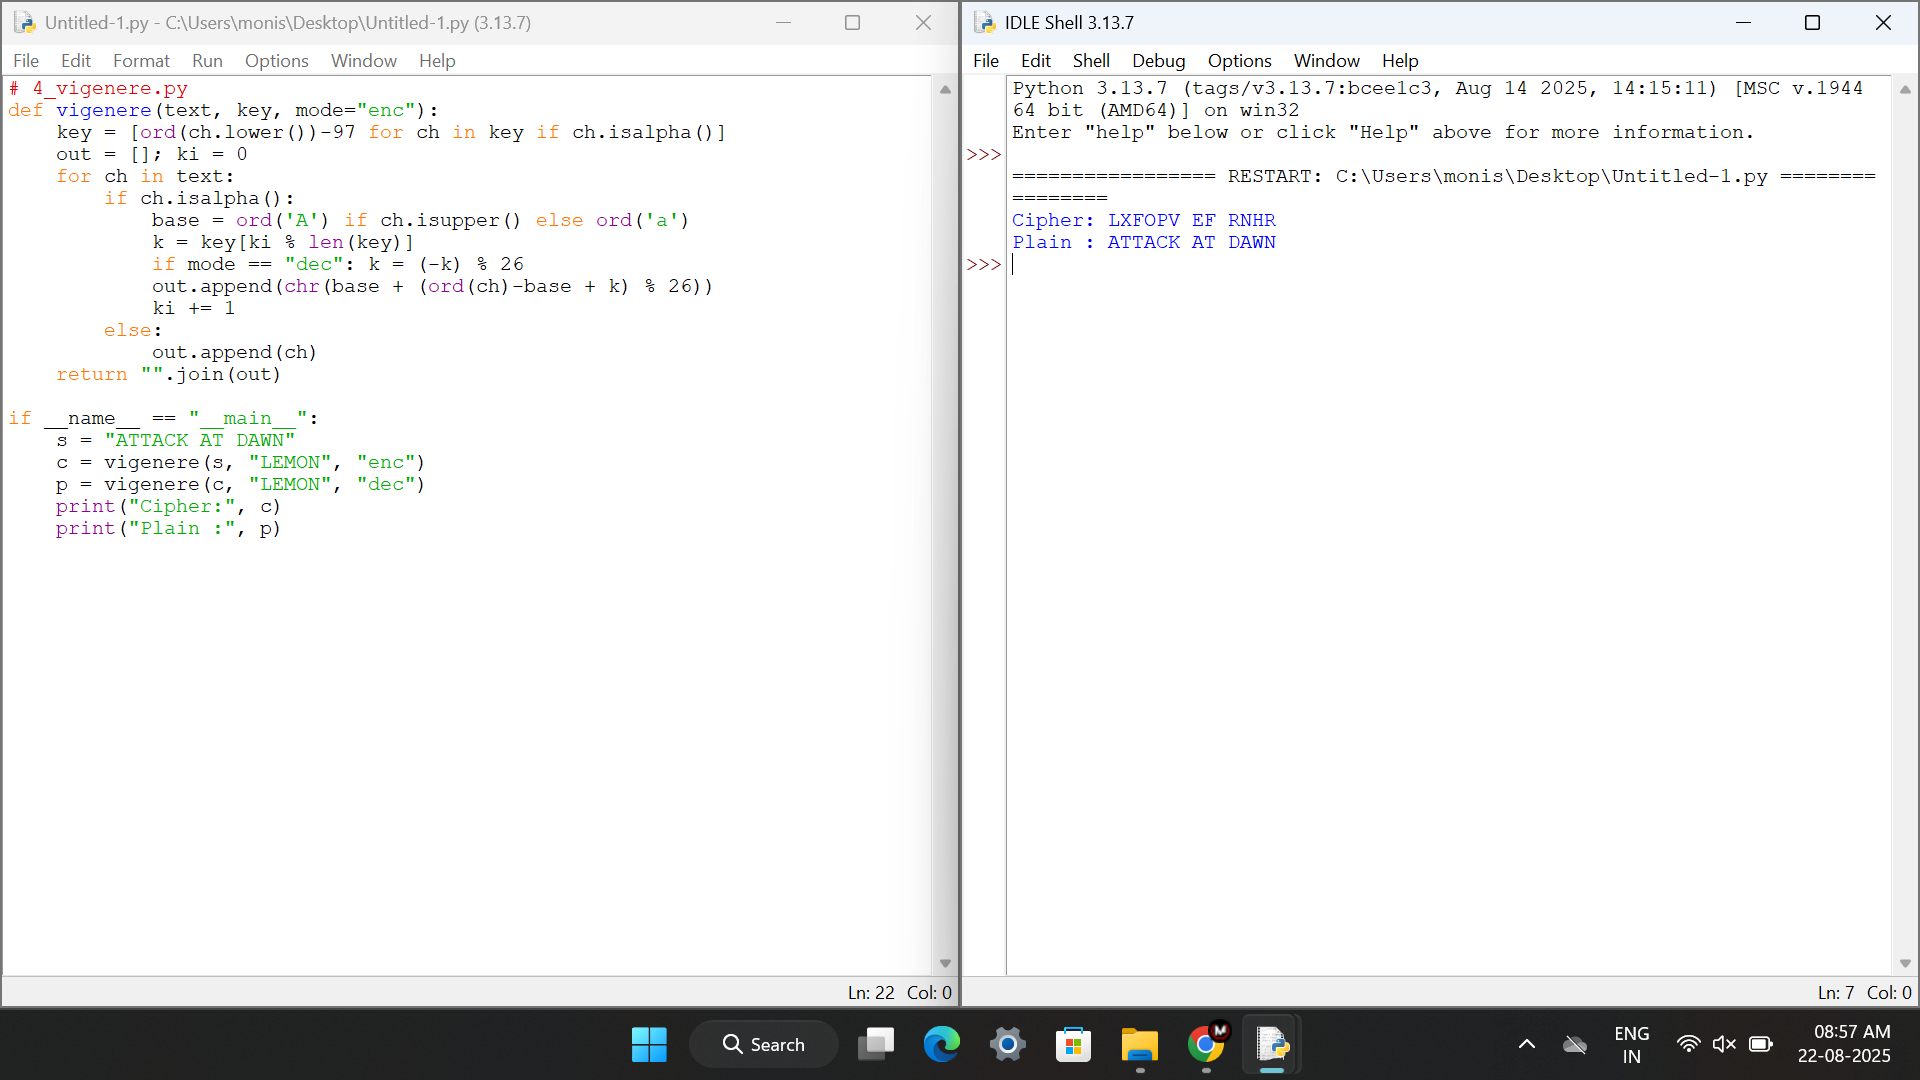 Untitled-1.py - C:\Users\monis\Desktop\Untitled-1.py (3.13.7)
File Edit Format Run Options Window Help
# 4_vigenere.py
def vigenere(text, key, mode="enc"):
    key = [ord(ch.lower())-97 for ch in key if ch.isalpha()]
    out = []; ki = 0
    for ch in text:
        if ch.isalpha():
            base = ord('A') if ch.isupper() else ord('a')
            k = key[ki % len(key)]
            if mode == "dec": k = (-k) % 26
            out.append(chr(base + (ord(ch)-base + k) % 26))
            ki += 1
        else:
            out.append(ch)
    return "".join(out)
if __name__ == "__main__":
    s = "ATTACK AT DAWN"
    c = vigenere(s, "LEMON", "enc")
    p = vigenere(c, "LEMON", "dec")
    print("Cipher:", c)
    print("Plain :", p)
Ln: 22 Col: 0
IDLE Shell 3.13.7
File Edit Shell Debug Options Window Help
Python 3.13.7 (tags/v3.13.7:bcee1c3, Aug 14 2025, 14:15:11) [MSC v.1944
64 bit (AMD64)] on win32
Enter "help" below or click "Help" above for more information.
>>>
================= RESTART: C:\Users\monis\Desktop\Untitled-1.py ========
========
Cipher: LXFOPV EF RNHR
Plain : ATTACK AT DAWN
>>>
Ln: 7 Col: 0
Search
M
ENG
IN
08:57 AM
22-08-2025